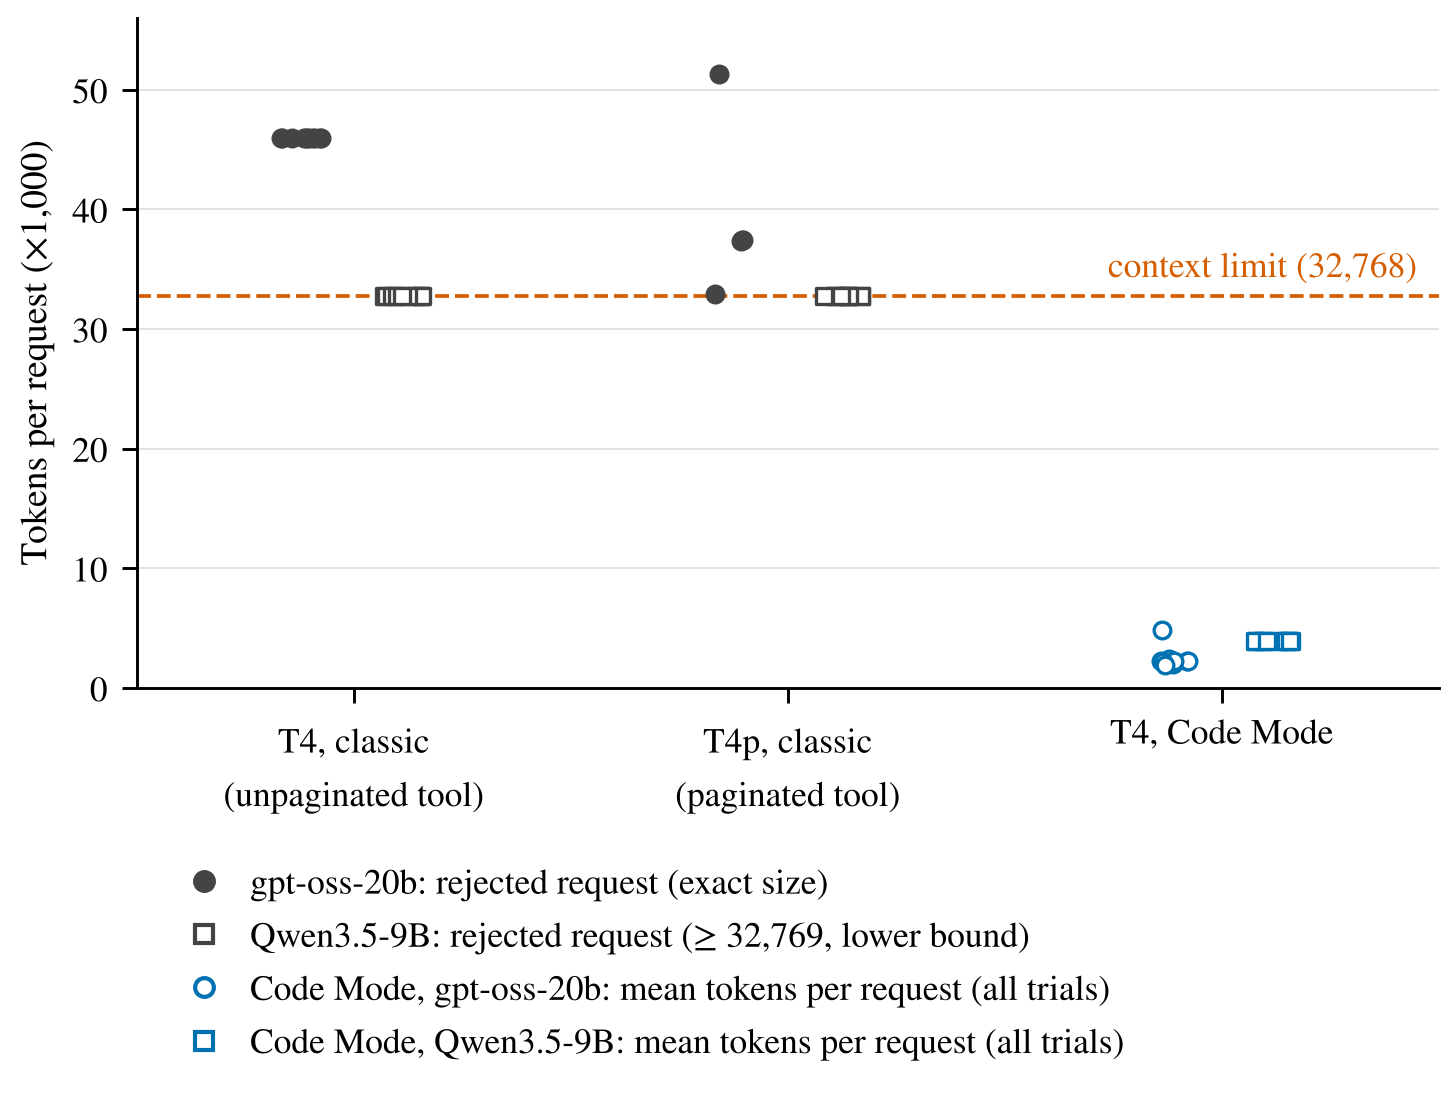 Tokens per request (×1,000)
50
40
30
20
10
0
context limit (32,768)
T4, classic
(unpaginated tool)
T4p, classic
(paginated tool)
T4, Code Mode
gpt-oss-20b: rejected request (exact size)
Qwen3.5-9B: rejected request (≥ 32,769, lower bound)
Code Mode, gpt-oss-20b: mean tokens per request (all trials)
Code Mode, Qwen3.5-9B: mean tokens per request (all trials)